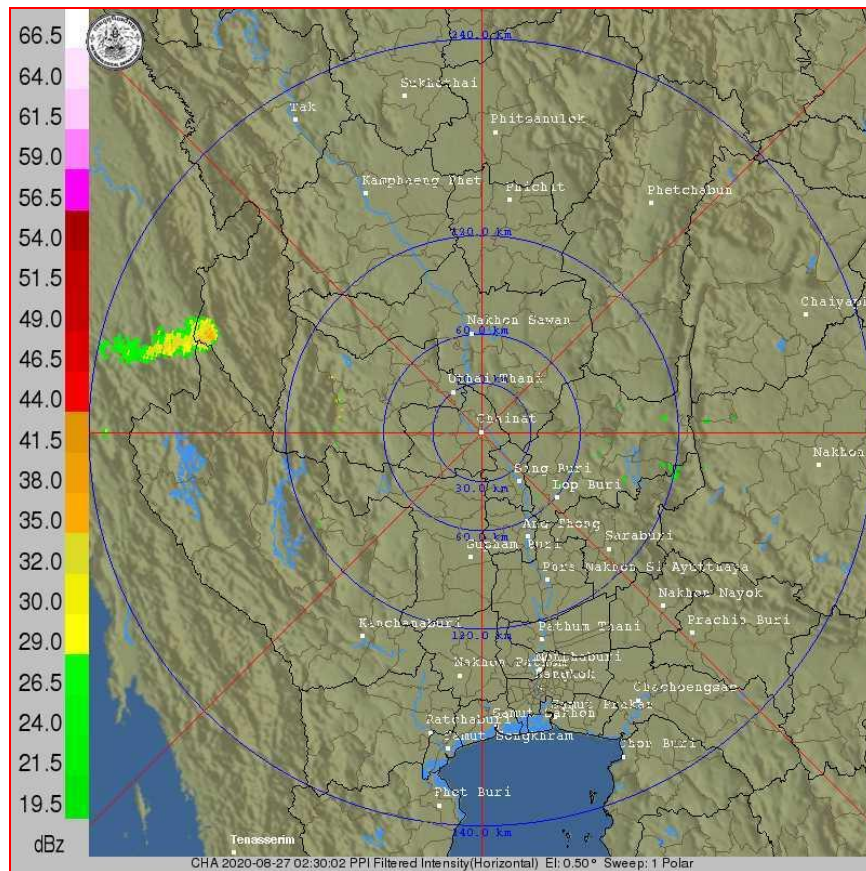 66.5
64.0
61.5
59.0
56.5
54.0
51.5
49.0
46.5
44.0
41.5
38.0
35.0
32.0
30.0
29.0
26.5
24.0
21.5
19.5
dBz
240.0 km
Sukhothai
Tak
Phitsanulok
Kamphaeng Phet
Phichit
Phetchabun
120.0 km
Chaiyaph
Nakhon Sawan
60.0 km
Uthai Thani
Chainat
Sing Buri
Nakhon
30.0 km
Lop Buri
Ang Thong
60.0 km
Saraburi
Pora Nakhon Si Ayutthaya
Nakhon Nayok
Kanchanaburi
120.0 km
Pathum Thani
Prachin Buri
Nakhon Pathom
Bangkok
Chachoengsao
Samut Prakan
Samut Sakhon
Ratchaburi
Samut Songkhram
Chon Buri
Phet Buri
240.0 km
Tenasserim
CHA 2020-08-27 02:30:02 PPI Filtered Intensity(Horizontal) El: 0.50° Sweep: 1 Polar